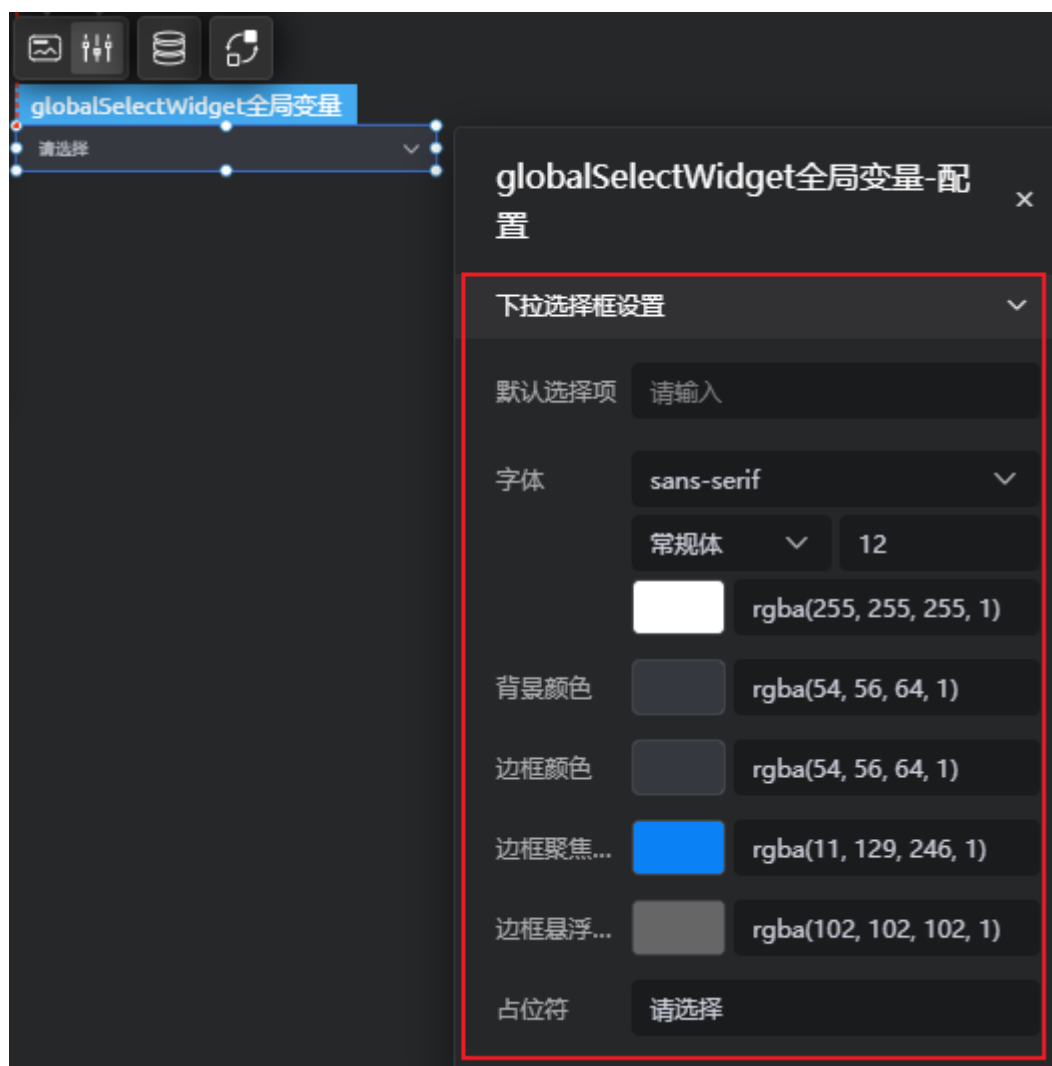 globalSelectWidget全局变量
请选择
globalSelectWidget全局变量-配
置
下拉选择框设置
默认选择项 请输入
字体 sans-serif
常规体 12
rgba(255, 255, 255, 1)
背景颜色 rgba(54, 56, 64, 1)
边框颜色 rgba(54, 56, 64, 1)
边框聚焦... rgba(11, 129, 246, 1)
边框悬浮... rgba(102, 102, 102, 1)
占位符 请选择